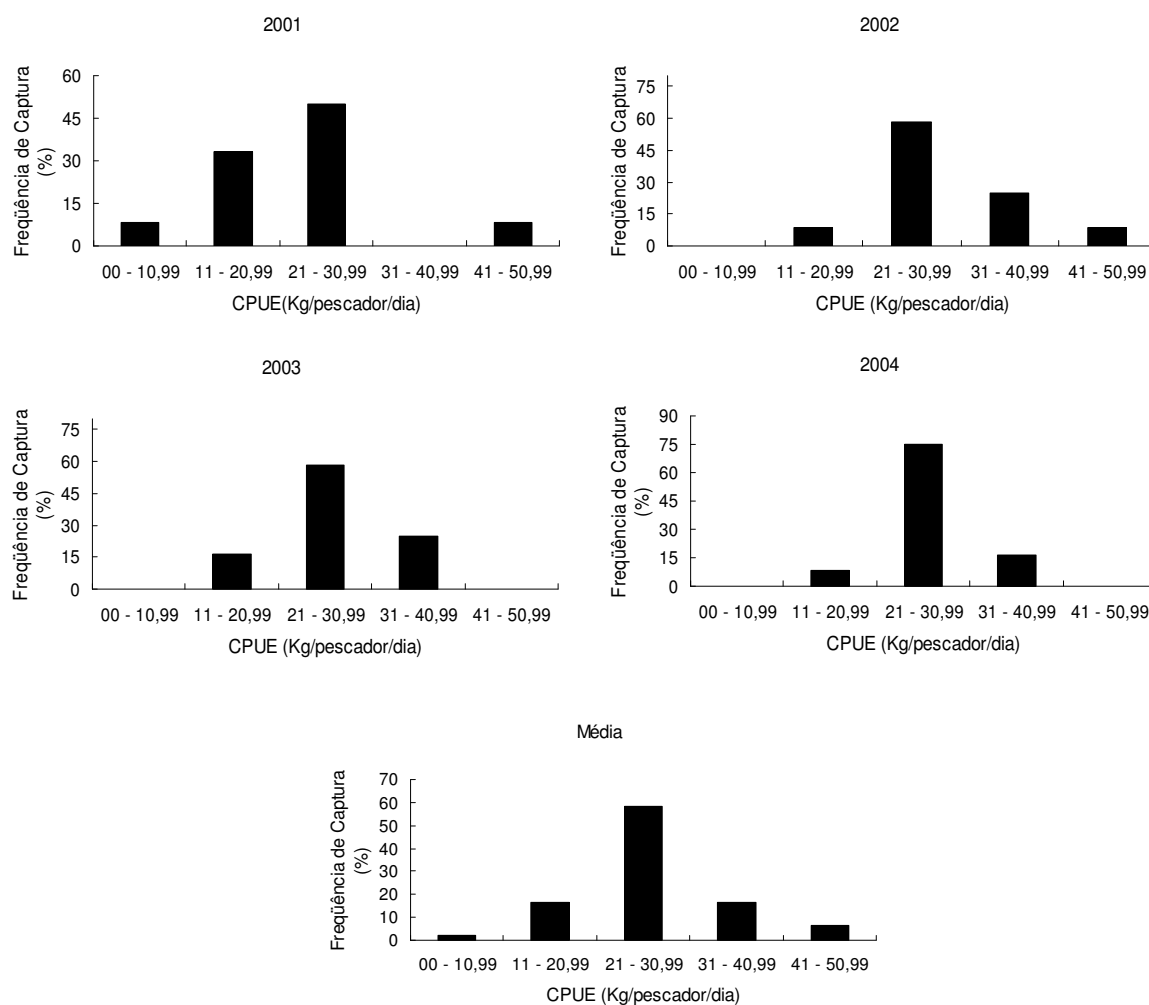 2001
Freqüência de Captura
(%)
60
45
30
15
0
00 - 10,99 11 - 20,99 21 - 30,99 31 - 40,99 41 - 50,99
CPUE(Kg/pescador/dia)
2002
Freqüência de Captura
(%)
75
60
45
30
15
0
00 - 10,99 11 - 20,99 21 - 30,99 31 - 40,99 41 - 50,99
CPUE (Kg/pescador/dia)
2003
Freqüência de Captura
(%)
75
60
45
30
15
0
00 - 10,99 11 - 20,99 21 - 30,99 31 - 40,99 41 - 50,99
CPUE (Kg/pescador/dia)
2004
Freqüência de Captura
(%)
90
75
60
45
30
15
0
00 - 10,99 11 - 20,99 21 - 30,99 31 - 40,99 41 - 50,99
CPUE (Kg/pescador/dia)
Média
Freqüência de Captura
(%)
70
60
50
40
30
20
10
0
00 - 10,99 11 - 20,99 21 - 30,99 31 - 40,99 41 - 50,99
CPUE (Kg/pescador/dia)